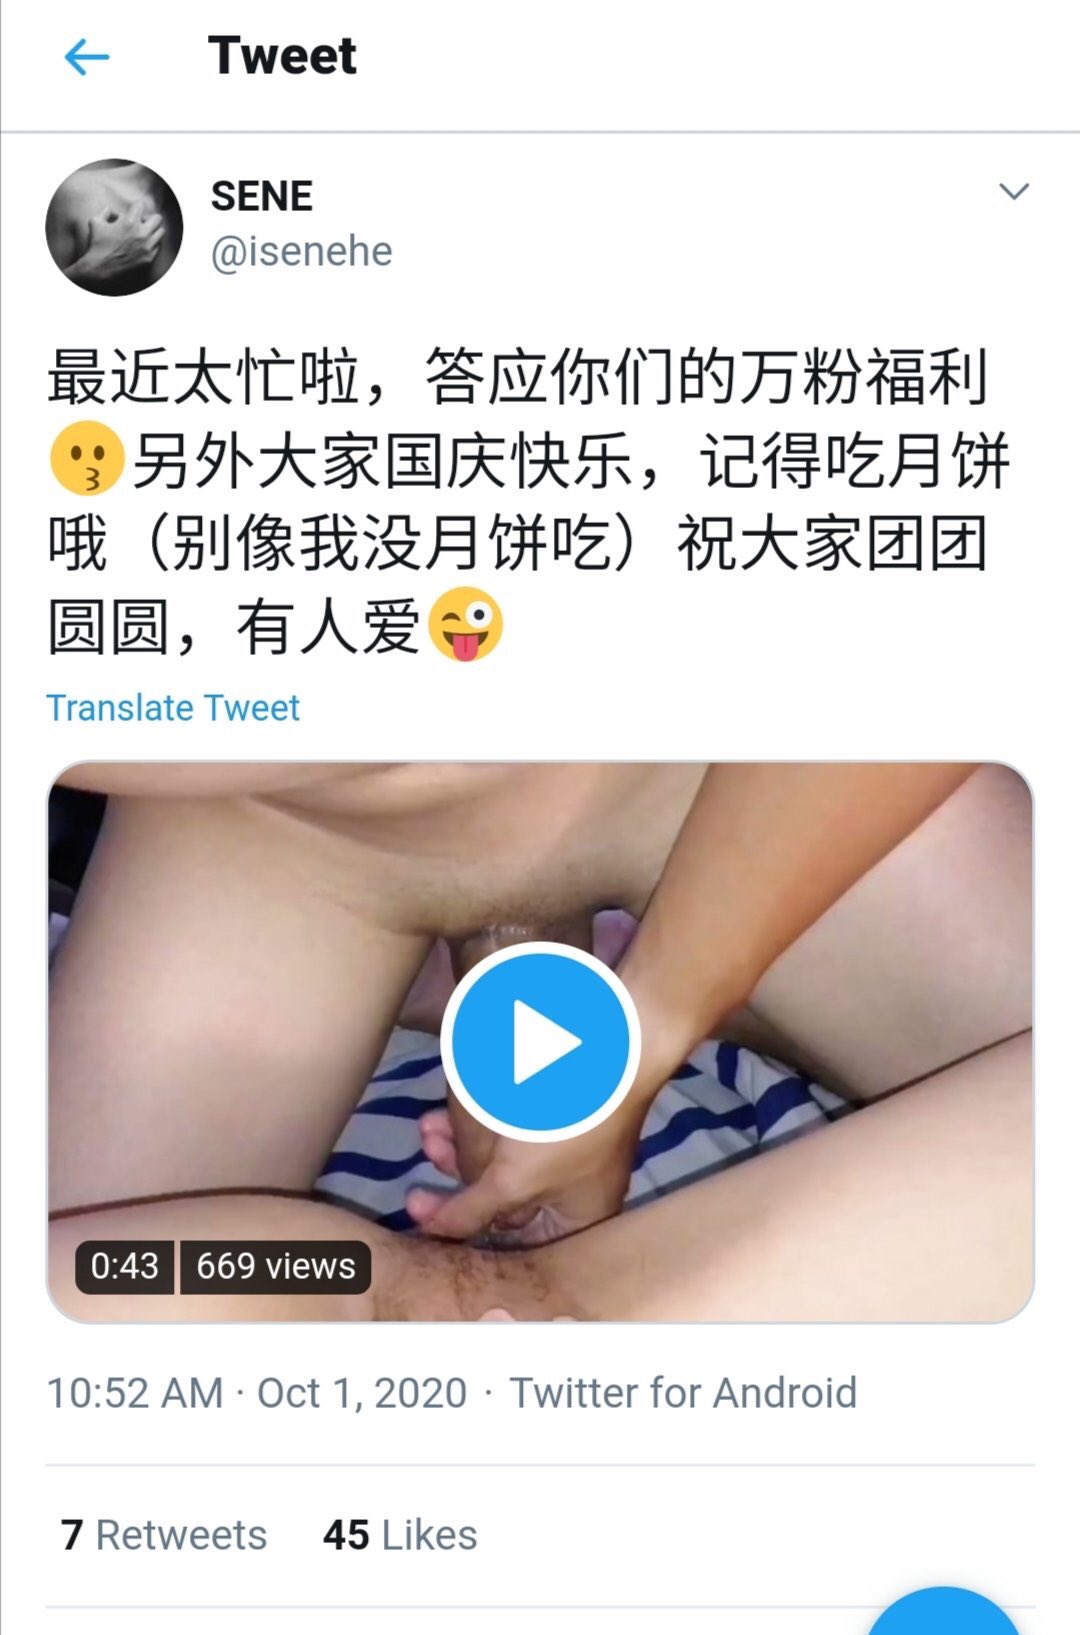 Tweet
SENE
@isenehe
最近太忙啦，答应你们的万粉福利
😗另外大家国庆快乐，记得吃月饼
哦（别像我没月饼吃）祝大家团团
圆圆，有人爱😜
Translate Tweet
0:43 669 views
10:52 AM · Oct 1, 2020 · Twitter for Android
7 Retweets 45 Likes